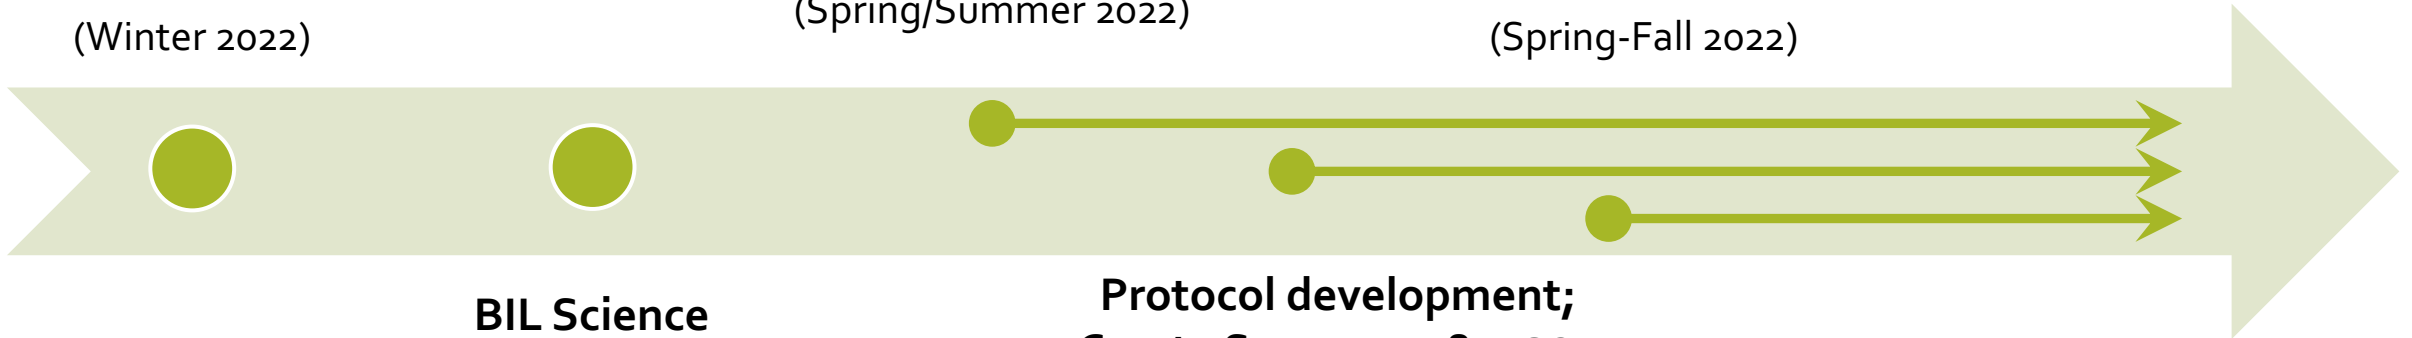 (Spring/Summer 2022)
(Winter 2022)
(Spring-Fall 2022)
Protocol development;
BIL Science